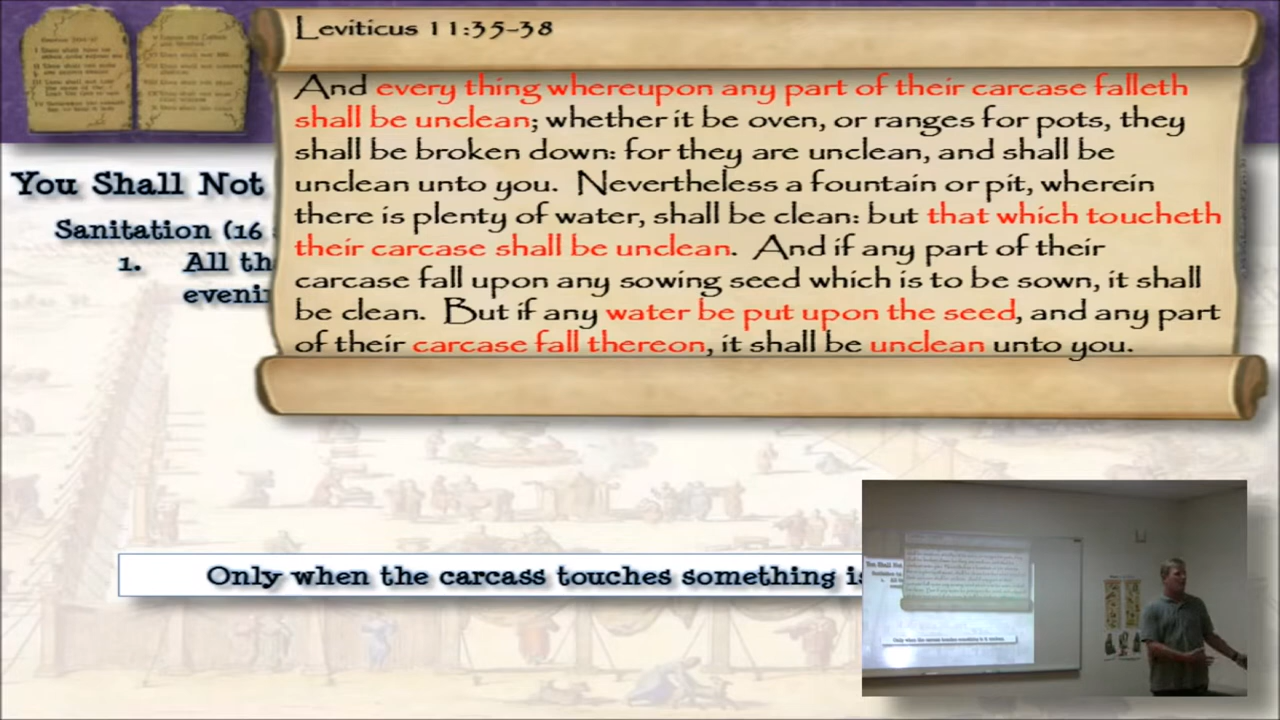 Leviticus 11:35-38
And every thing whereupon any part of their carcase falleth
shall be unclean; whether it be oven, or ranges for pots, they
shall be broken down: for they are unclean, and shall be
unclean unto you. Nevertheless a fountain or pit, wherein
there is plenty of water, shall be clean: but that which toucheth
their carcase shall be unclean. And if any part of their
carcase fall upon any sowing seed which is to be sown, it shall
be clean. But if any water be put upon the seed, and any part
of their carcase fall thereon, it shall be unclean unto you.
You Shall Not
Sanitation (16
1. All th
eveni
Only when the carcass touches something is